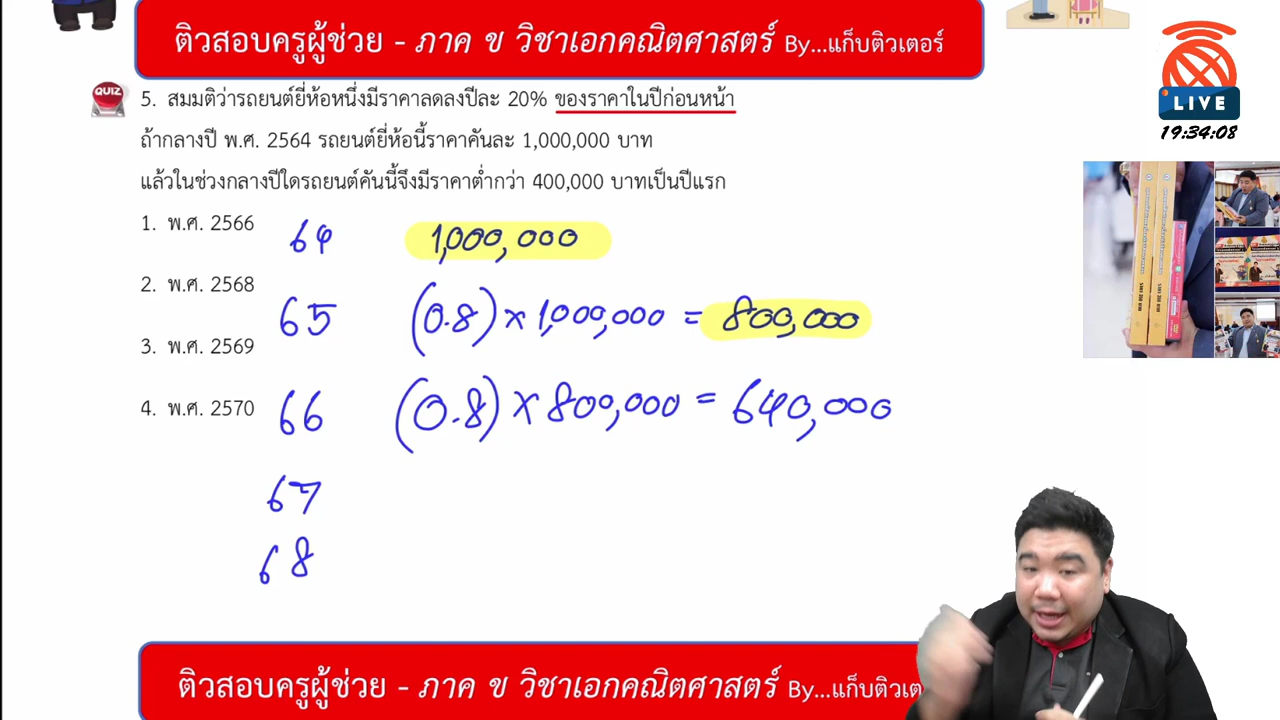 ติวสอบครูผู้ช่วย - ภาค ข วิชาเอกคณิตศาสตร์ By...แก็บติวเตอร์
QUIZ
5. สมมติว่ารถยนต์ยี่ห้อหนึ่งมีราคาลดลงปีละ 20% ของราคาในปีก่อนหน้า
ถ้ากลางปี พ.ศ. 2564 รถยนต์ยี่ห้อนี้ราคาคันละ 1,000,000 บาท
แล้วในช่วงกลางปีใดรถยนต์คันนี้จึงมีราคาต่ำกว่า 400,000 บาทเป็นปีแรก
1. พ.ศ. 2566
2. พ.ศ. 2568
3. พ.ศ. 2569
4. พ.ศ. 2570
64 1,000,000
65 (0.8) × 1,000,000 = 800,000
66 (0.8) × 800,000 = 640,000
67
68
LIVE
19:34:08
ติวสอบครูผู้ช่วย - ภาค ข วิชาเอกคณิตศาสตร์ By...แก็บติวเต